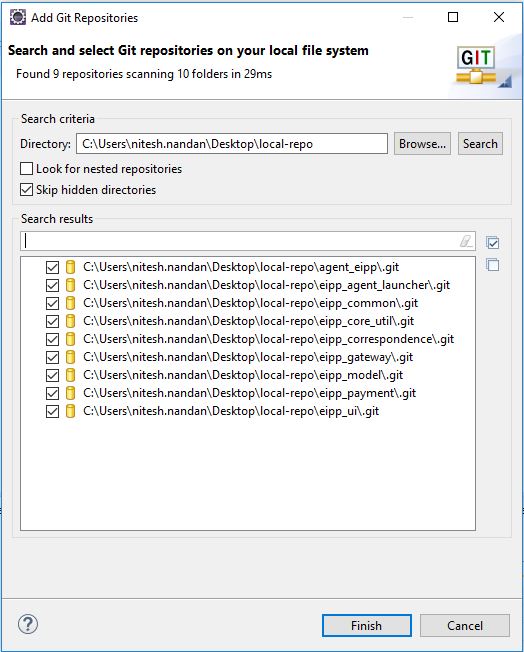 Add Git Repositories
Search and select Git repositories on your local file system
Found 9 repositories scanning 10 folders in 29ms
GIT
Search criteria
Directory: C:\Users\nitesh.nandan\Desktop\local-repo Browse... Search
Look for nested repositories
Skip hidden directories
Search results
C:\Users\nitesh.nandan\Desktop\local-repo\agent_eipp\.git
C:\Users\nitesh.nandan\Desktop\local-repo\eipp_agent_launcher\.git
C:\Users\nitesh.nandan\Desktop\local-repo\eipp_common\.git
C:\Users\nitesh.nandan\Desktop\local-repo\eipp_core_util\.git
C:\Users\nitesh.nandan\Desktop\local-repo\eipp_correspondence\.git
C:\Users\nitesh.nandan\Desktop\local-repo\eipp_gateway\.git
C:\Users\nitesh.nandan\Desktop\local-repo\eipp_model\.git
C:\Users\nitesh.nandan\Desktop\local-repo\eipp_payment\.git
C:\Users\nitesh.nandan\Desktop\local-repo\eipp_ui\.git
? Finish Cancel